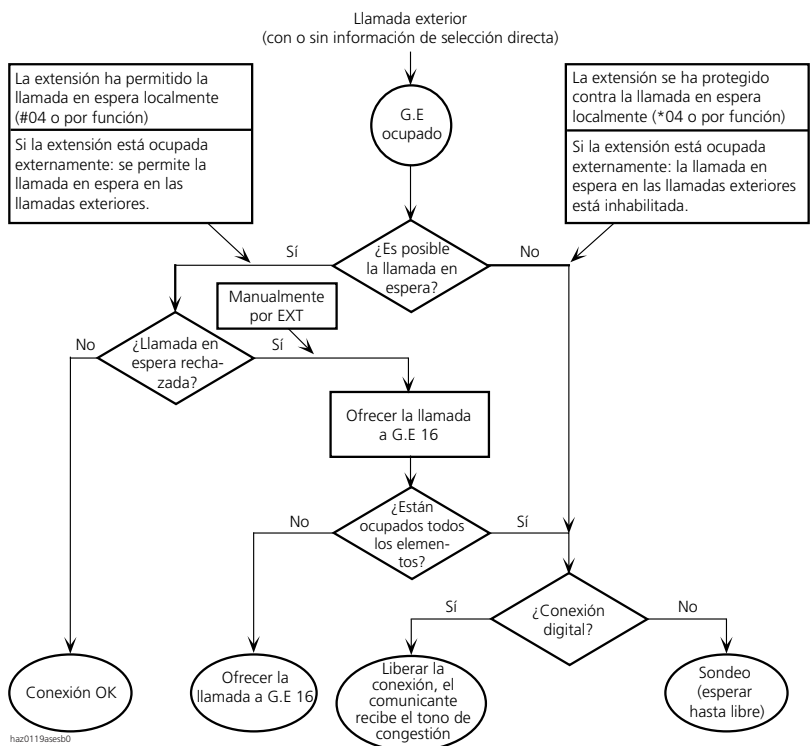 Llamada exterior
(con o sin información de selección directa)
La extensión ha permitido la
llamada en espera localmente
(#04 o por función)
Si la extensión está ocupada
externamente: se permite la
llamada en espera en las
llamadas exteriores.
G.E
ocupado
La extensión se ha protegido
contra la llamada en espera
localmente (*04 o por función)
Si la extensión está ocupada
externamente: la llamada en
espera en las llamadas exteriores
está inhabilitada.
Sí
¿Es posible
la llamada en
espera?
No
Manualmente
por EXT
No
¿Llamada en
espera recha-
zada?
Sí
Ofrecer la llamada
a G.E 16
No
¿Están
ocupados todos
los elemen-
tos?
Sí
Sí
¿Conexión
digital?
No
Conexión OK
Ofrecer la
llamada a G.E 16
Liberar la
conexión, el
comunicante
recibe el tono de
congestión
Sondeo
(esperar
hasta libre)
haz0119asesb0